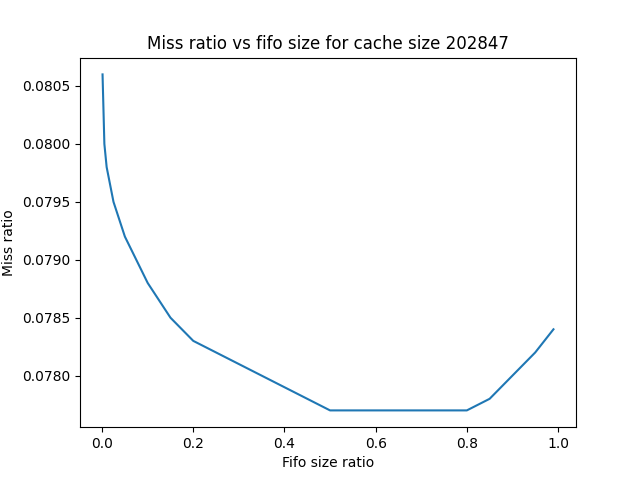 Miss ratio vs fifo size for cache size 202847
0.0805
0.0800
0.0795
0.0790
0.0785
0.0780
Miss ratio
0.0 0.2 0.4 0.6 0.8 1.0
Fifo size ratio